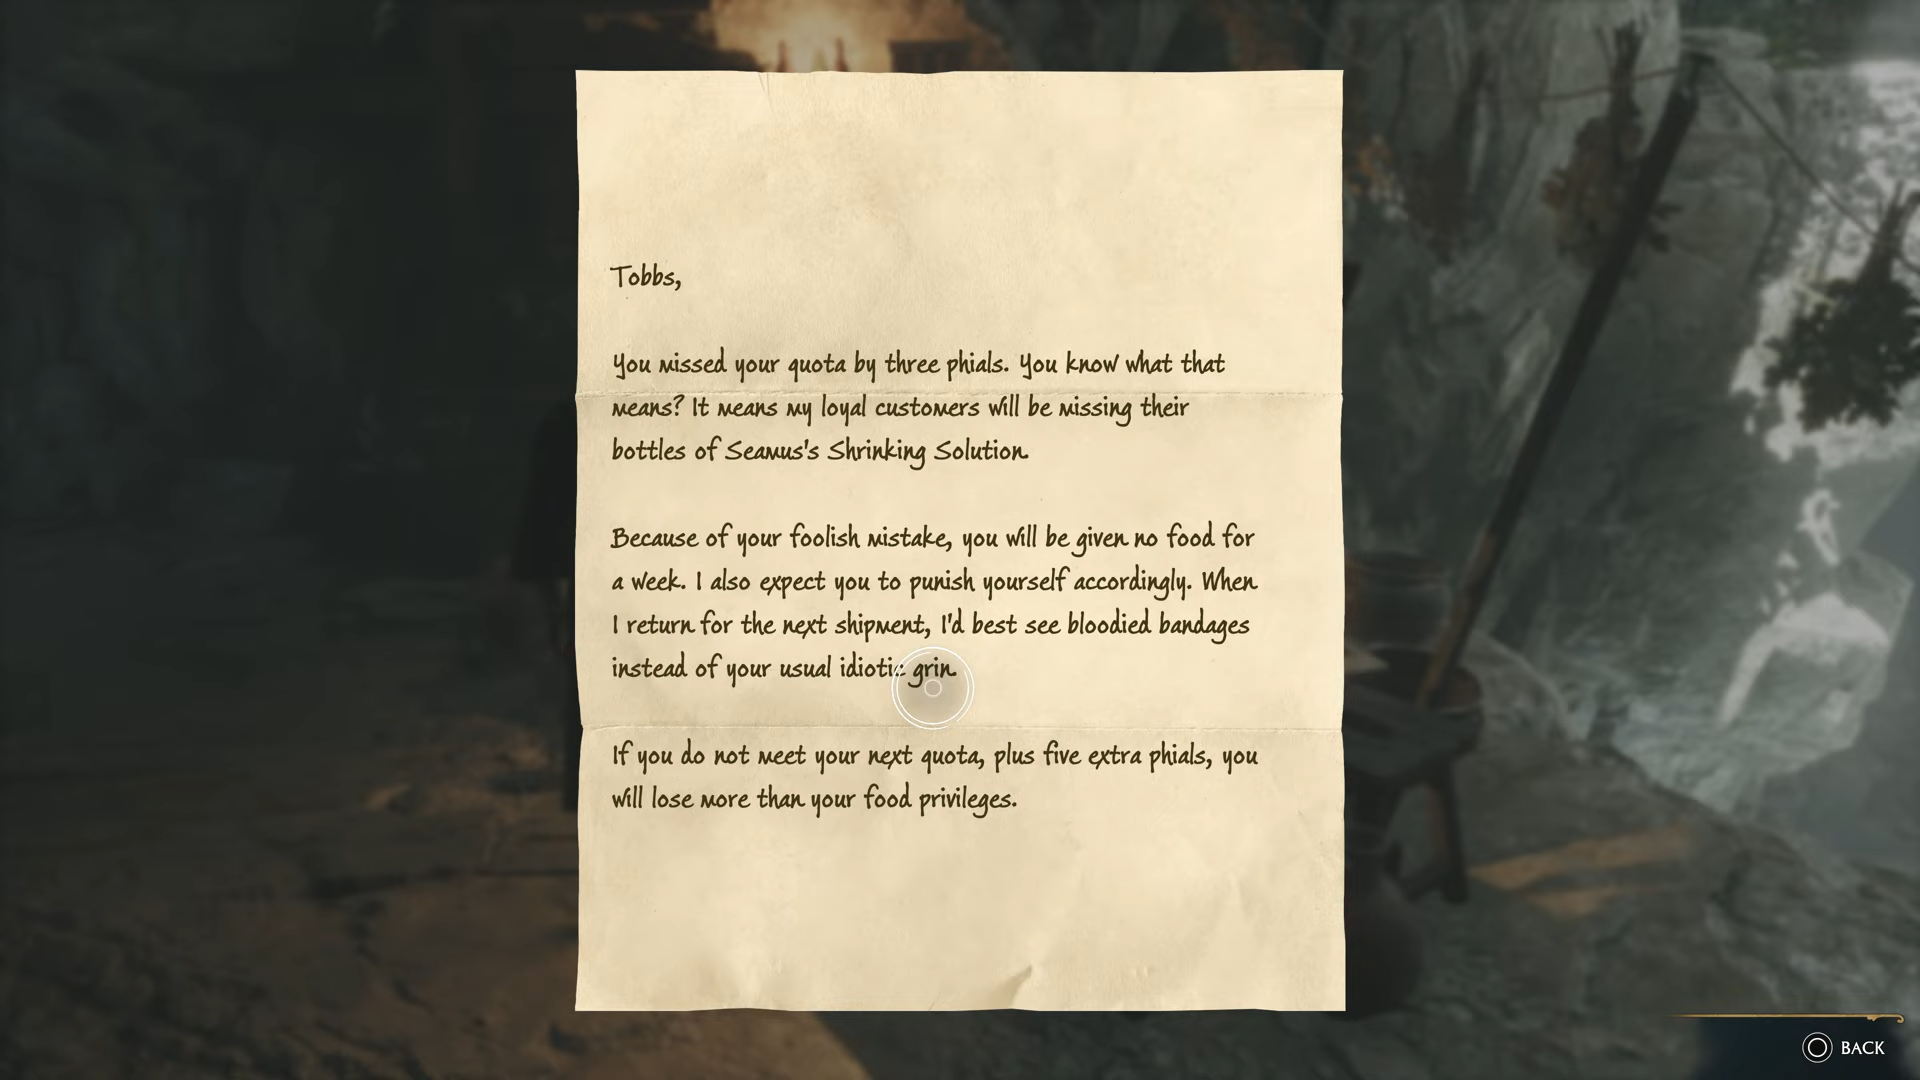 Tobbs,
You missed your quota by three phials. You know what that
means? It means my loyal customers will be missing their
bottles of Seamus's Shrinking Solution.
Because of your foolish mistake, you will be given no food for
a week. I also expect you to punish yourself accordingly. When
I return for the next shipment, I'd best see bloodied bandages
instead of your usual idiotic grin.
If you do not meet your next quota, plus five extra phials, you
will lose more than your food privileges.
BACK